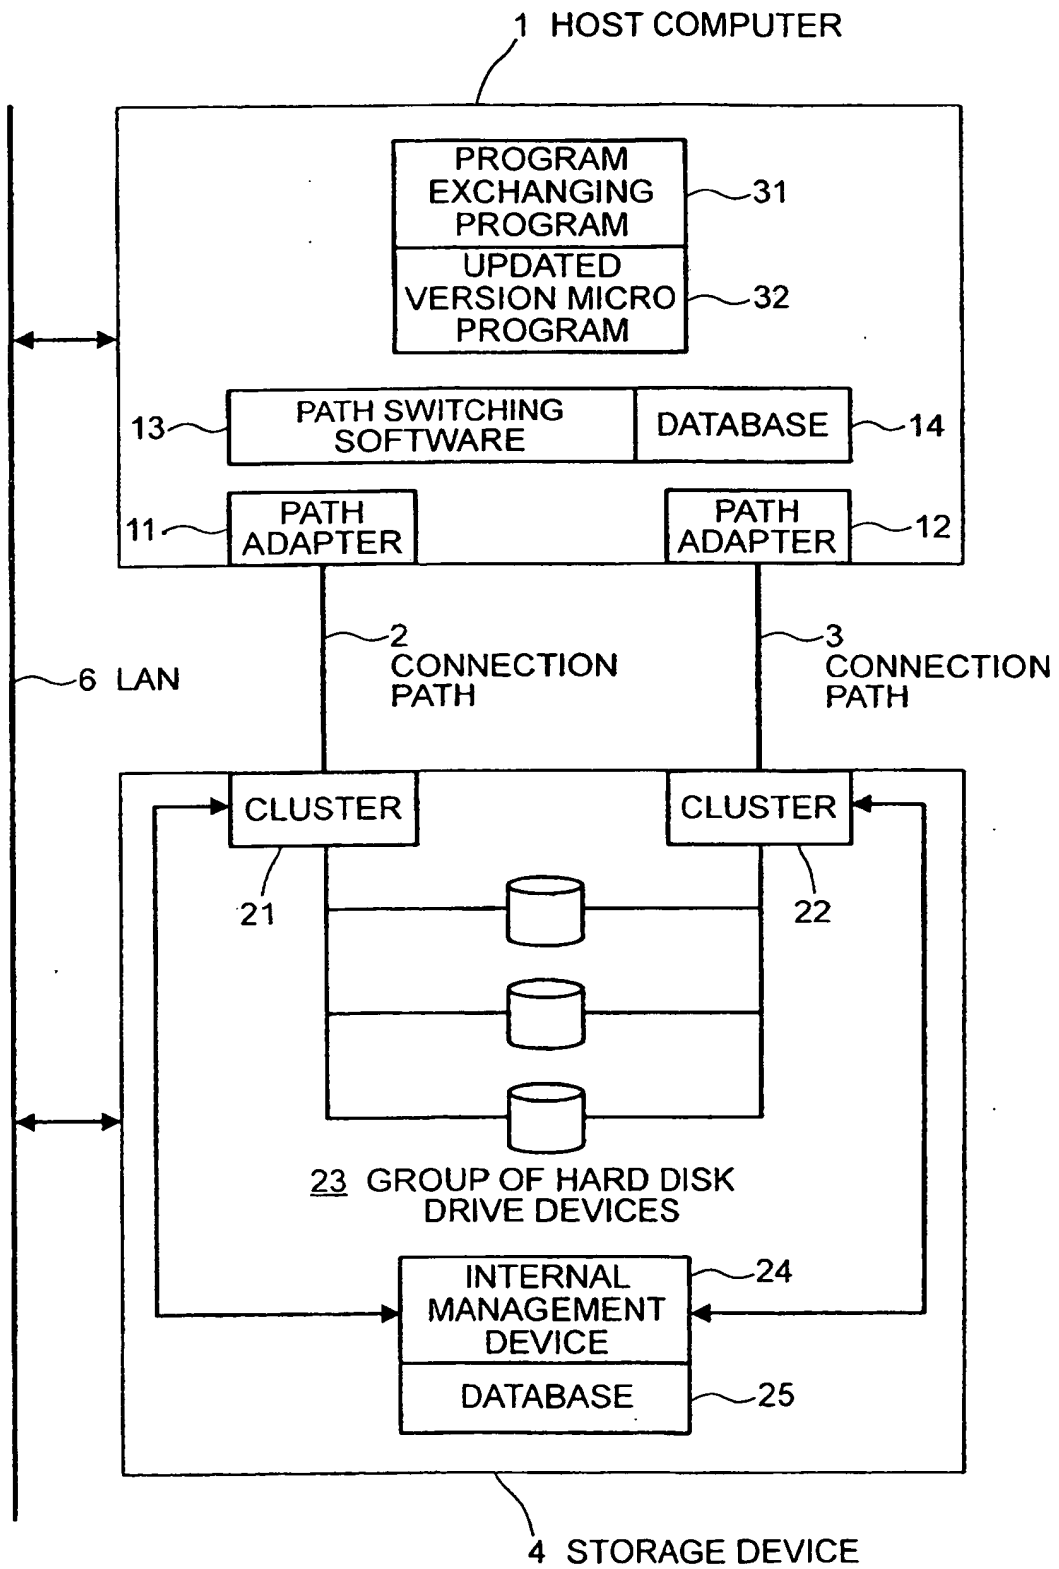 1 HOST COMPUTER
PROGRAM
EXCHANGING
PROGRAM
31
UPDATED
VERSION MICRO
PROGRAM
32
13
PATH SWITCHING
SOFTWARE
DATABASE
14
11
PATH
ADAPTER
PATH
ADAPTER
12
2
CONNECTION
PATH
3
CONNECTION
PATH
6 LAN
CLUSTER
CLUSTER
21
22
23 GROUP OF HARD DISK
DRIVE DEVICES
INTERNAL
MANAGEMENT
DEVICE
24
DATABASE
25
4 STORAGE DEVICE